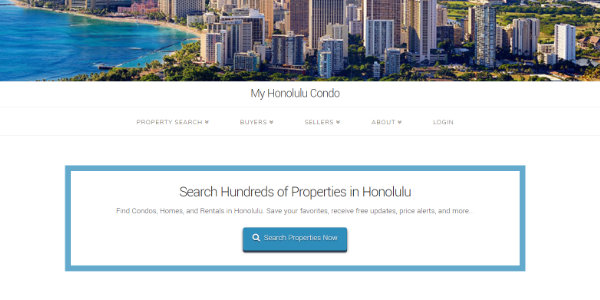 My Honolulu Condo
PROPERTY SEARCH BUYERS SELLERS ABOUT LOGIN
Search Hundreds of Properties in Honolulu
Find Condos, Homes, and Rentals in Honolulu. Save your favorites, receive free updates, price alerts, and more.
Search Properties Now